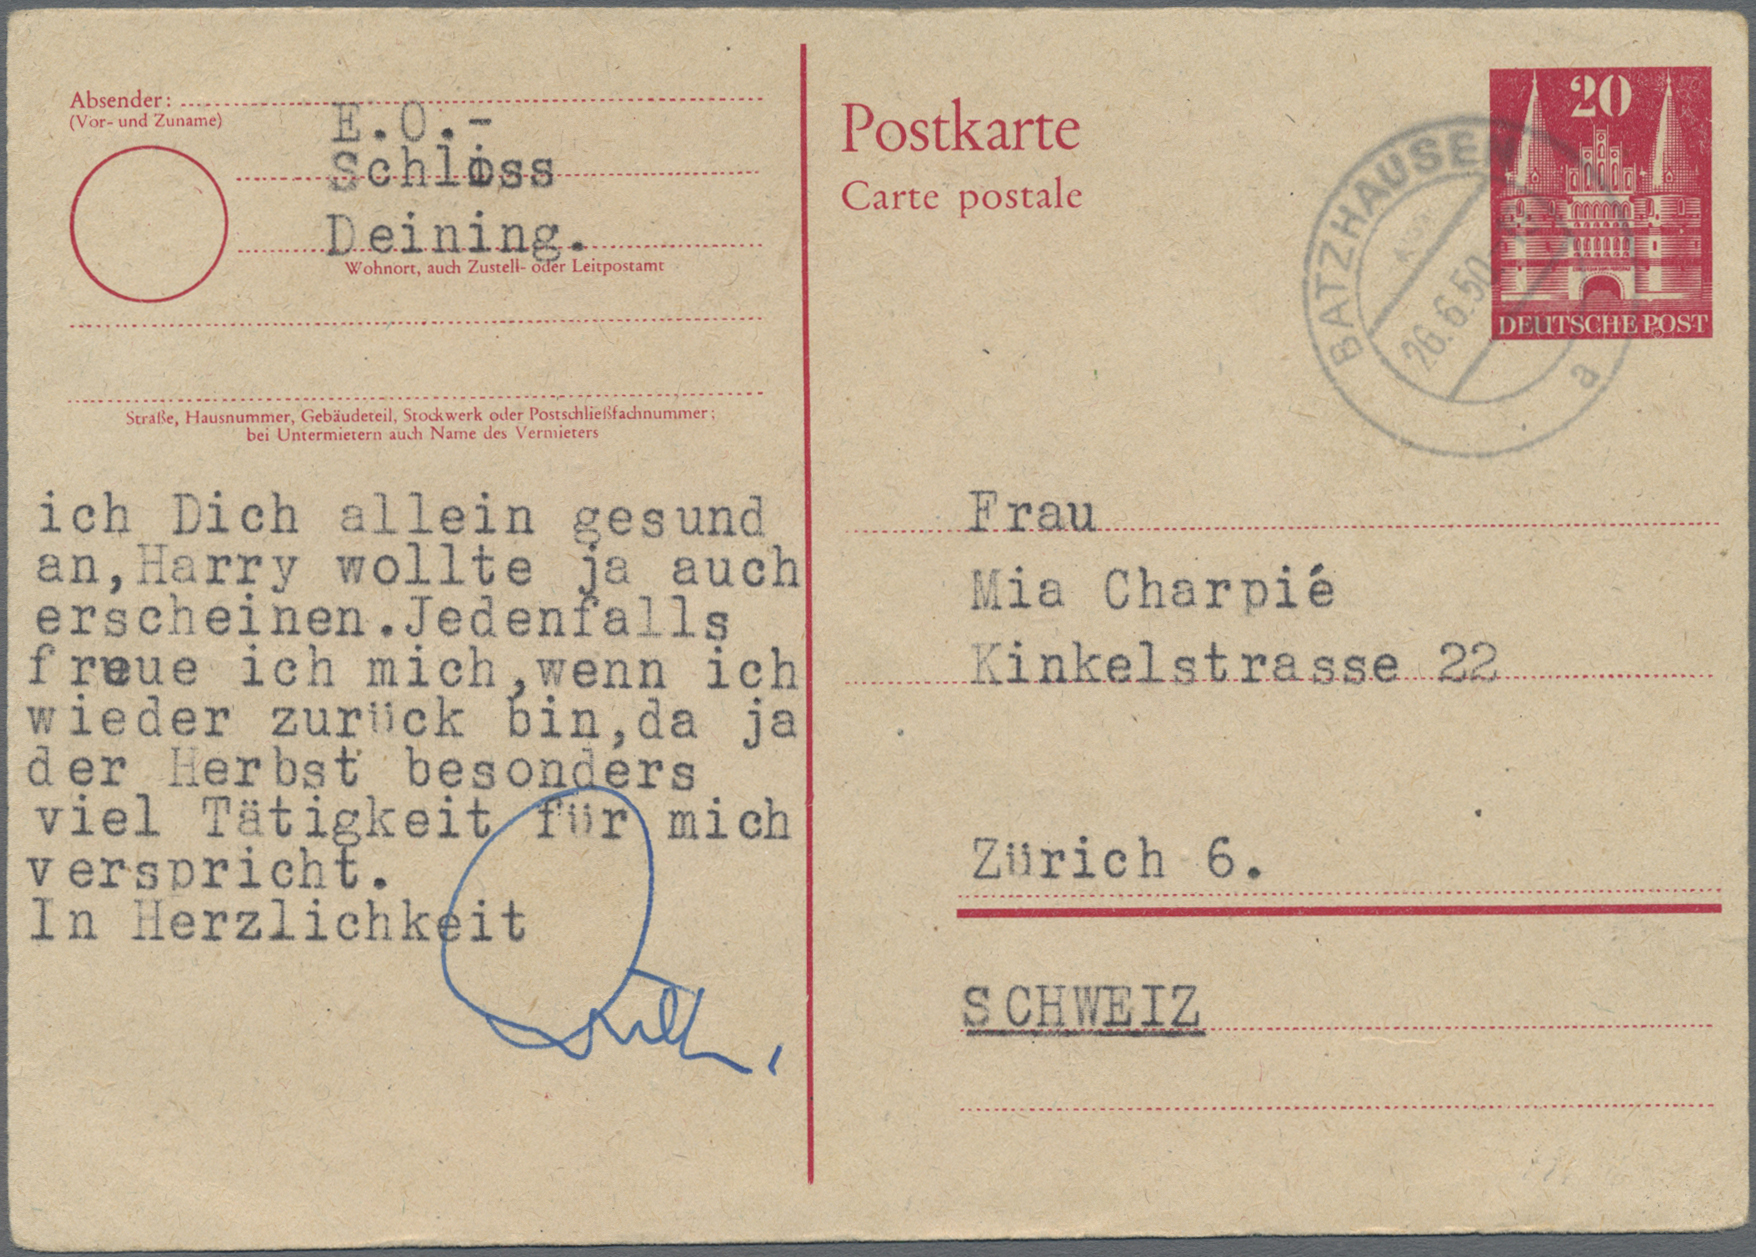 Absender:
(Vor- und Zuname)
E.O.-
Schloss
Deining.
Wohnort, auch Zustell- oder Leitpostamt
Straße, Hausnummer, Gebäudeteil, Stockwerk oder Postschließfachnummer;
bei Untermietern auch Name des Vermieters
ich Dich allein gesund
an,Harry wollte ja auch
erscheinen.Jedenfalls
freue ich mich,wenn ich
wieder zurück bin,da ja
der Herbst besonders
viel Tätigkeit für mich
verspricht.
In Herzlichkeit
Postkarte
Carte postale
20
DEUTSCHE POST
BATZHAUSEN
26.6.50
a
Frau
Mia Charpié
Kinkelstrasse 22
Zürich 6.
SCHWEIZ